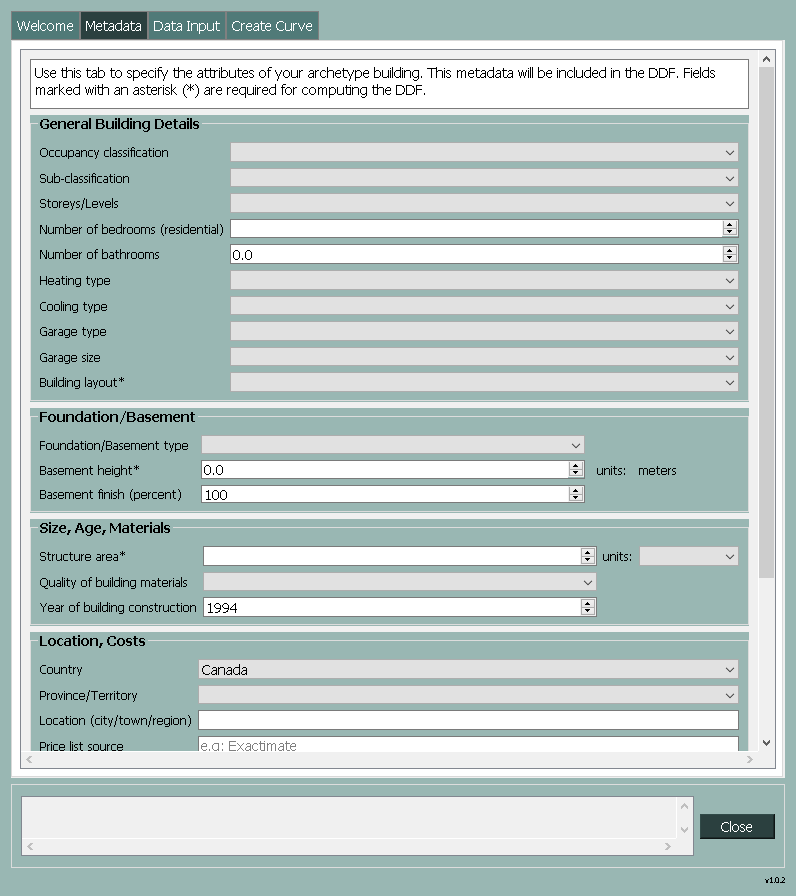 Welcome Metadata Data Input Create Curve
Use this tab to specify the attributes of your archetype building. This metadata will be included in the DDF. Fields
marked with an asterisk (*) are required for computing the DDF.
General Building Details
Occupancy classification
Sub-classification
Storeys/Levels
Number of bedrooms (residential)
Number of bathrooms 0.0
Heating type
Cooling type
Garage type
Garage size
Building layout*
Foundation/Basement
Foundation/Basement type
Basement height* 0.0 units: meters
Basement finish (percent) 100
Size, Age, Materials
Structure area* units:
Quality of building materials
Year of building construction 1994
Location, Costs
Country Canada
Province/Territory
Location (city/town/region)
Price list source e.g: Exactimate
Close
v1.0.2